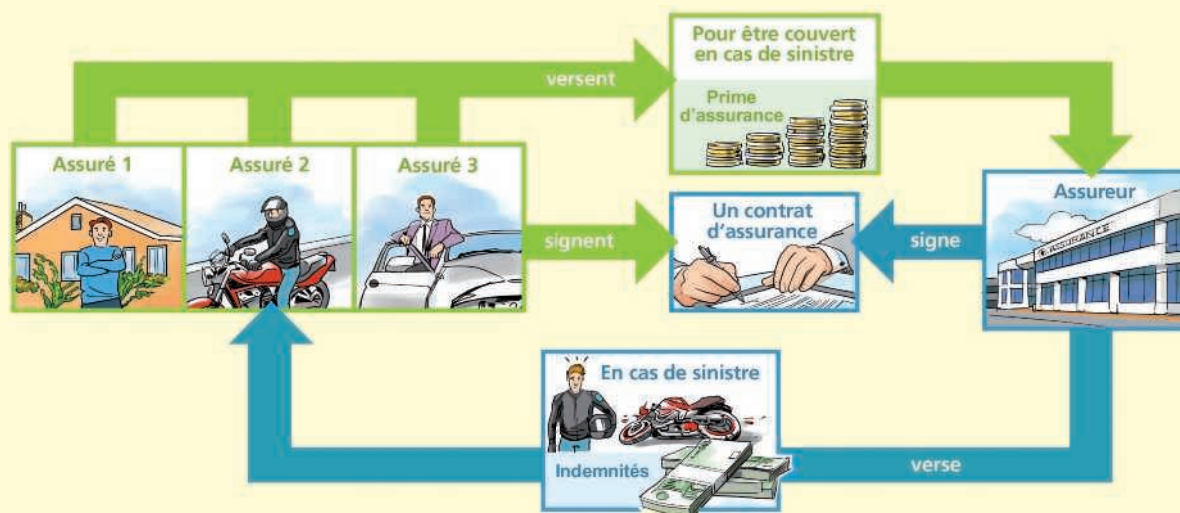 Pour être couvert
en cas de sinistre
versent
Prime
d'assurance
Assuré 1
Assuré 2
Assuré 3
Assureur
signent
Un contrat
d'assurance
signe
ASSURANCE
En cas de sinistre
Indemnités
verse